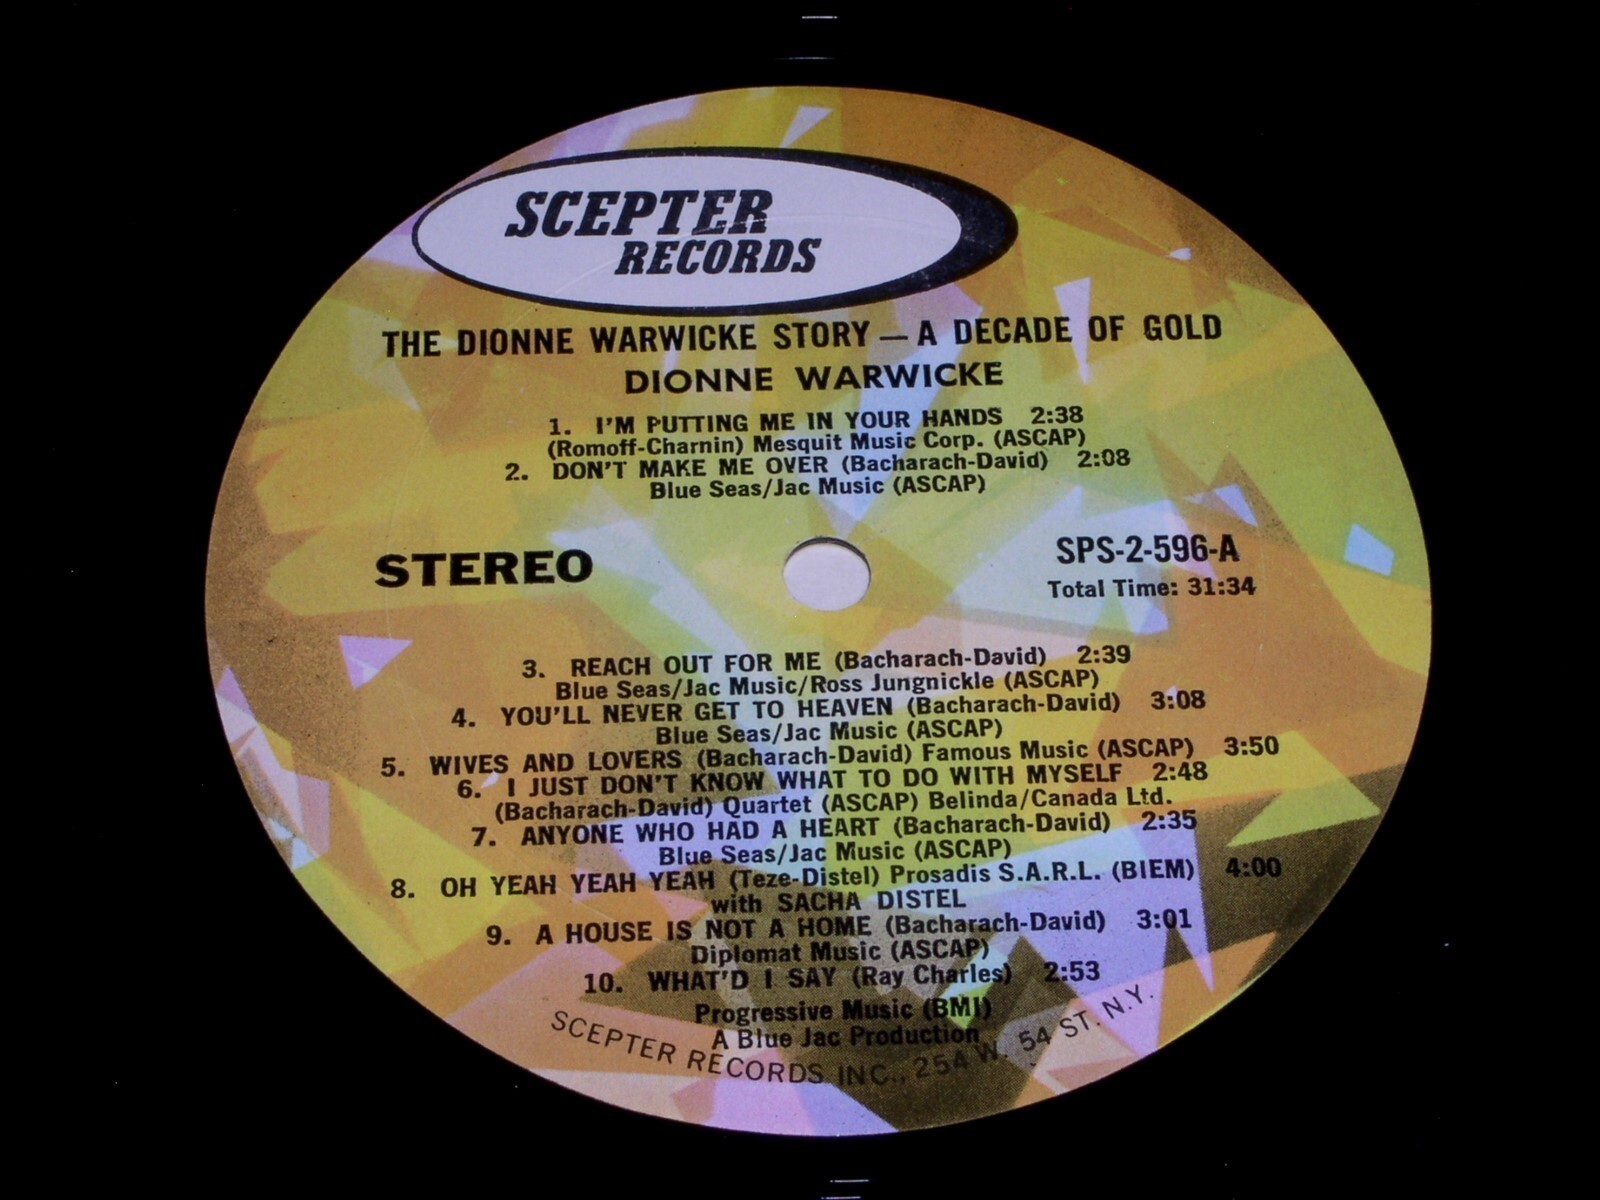 SCEPTER
RECORDS
THE DIONNE WARWICKE STORY — A DECADE OF GOLD
DIONNE WARWICKE
1. I'M PUTTING ME IN YOUR HANDS 2:38
(Romoff-Charnin) Mesquit Music Corp. (ASCAP)
2. DON'T MAKE ME OVER (Bacharach-David) 2:08
Blue Seas/Jac Music (ASCAP)
STEREO
SPS-2-596-A
Total Time: 31:34
3. REACH OUT FOR ME (Bacharach-David) 2:39
Blue Seas/Jac Music/Ross Jungnickle (ASCAP)
4. YOU'LL NEVER GET TO HEAVEN (Bacharach-David) 3:08
Blue Seas/Jac Music (ASCAP)
5. WIVES AND LOVERS (Bacharach-David) Famous Music (ASCAP) 3:50
6. I JUST DON'T KNOW WHAT TO DO WITH MYSELF 2:48
(Bacharach-David) Quartet (ASCAP) Belinda/Canada Ltd.
7. ANYONE WHO HAD A HEART (Bacharach-David) 2:35
Blue Seas/Jac Music (ASCAP)
8. OH YEAH YEAH YEAH (Teze-Distel) Prosadis S.A.R.L. (BIEM) 4:00
with SACHA DISTEL
9. A HOUSE IS NOT A HOME (Bacharach-David) 3:01
Diplomat Music (ASCAP)
10. WHAT'D I SAY (Ray Charles) 2:53
Progressive Music (BMI)
A Blue Jac Production
SCEPTER RECORDS INC., 254 W. 54 ST. N.Y.